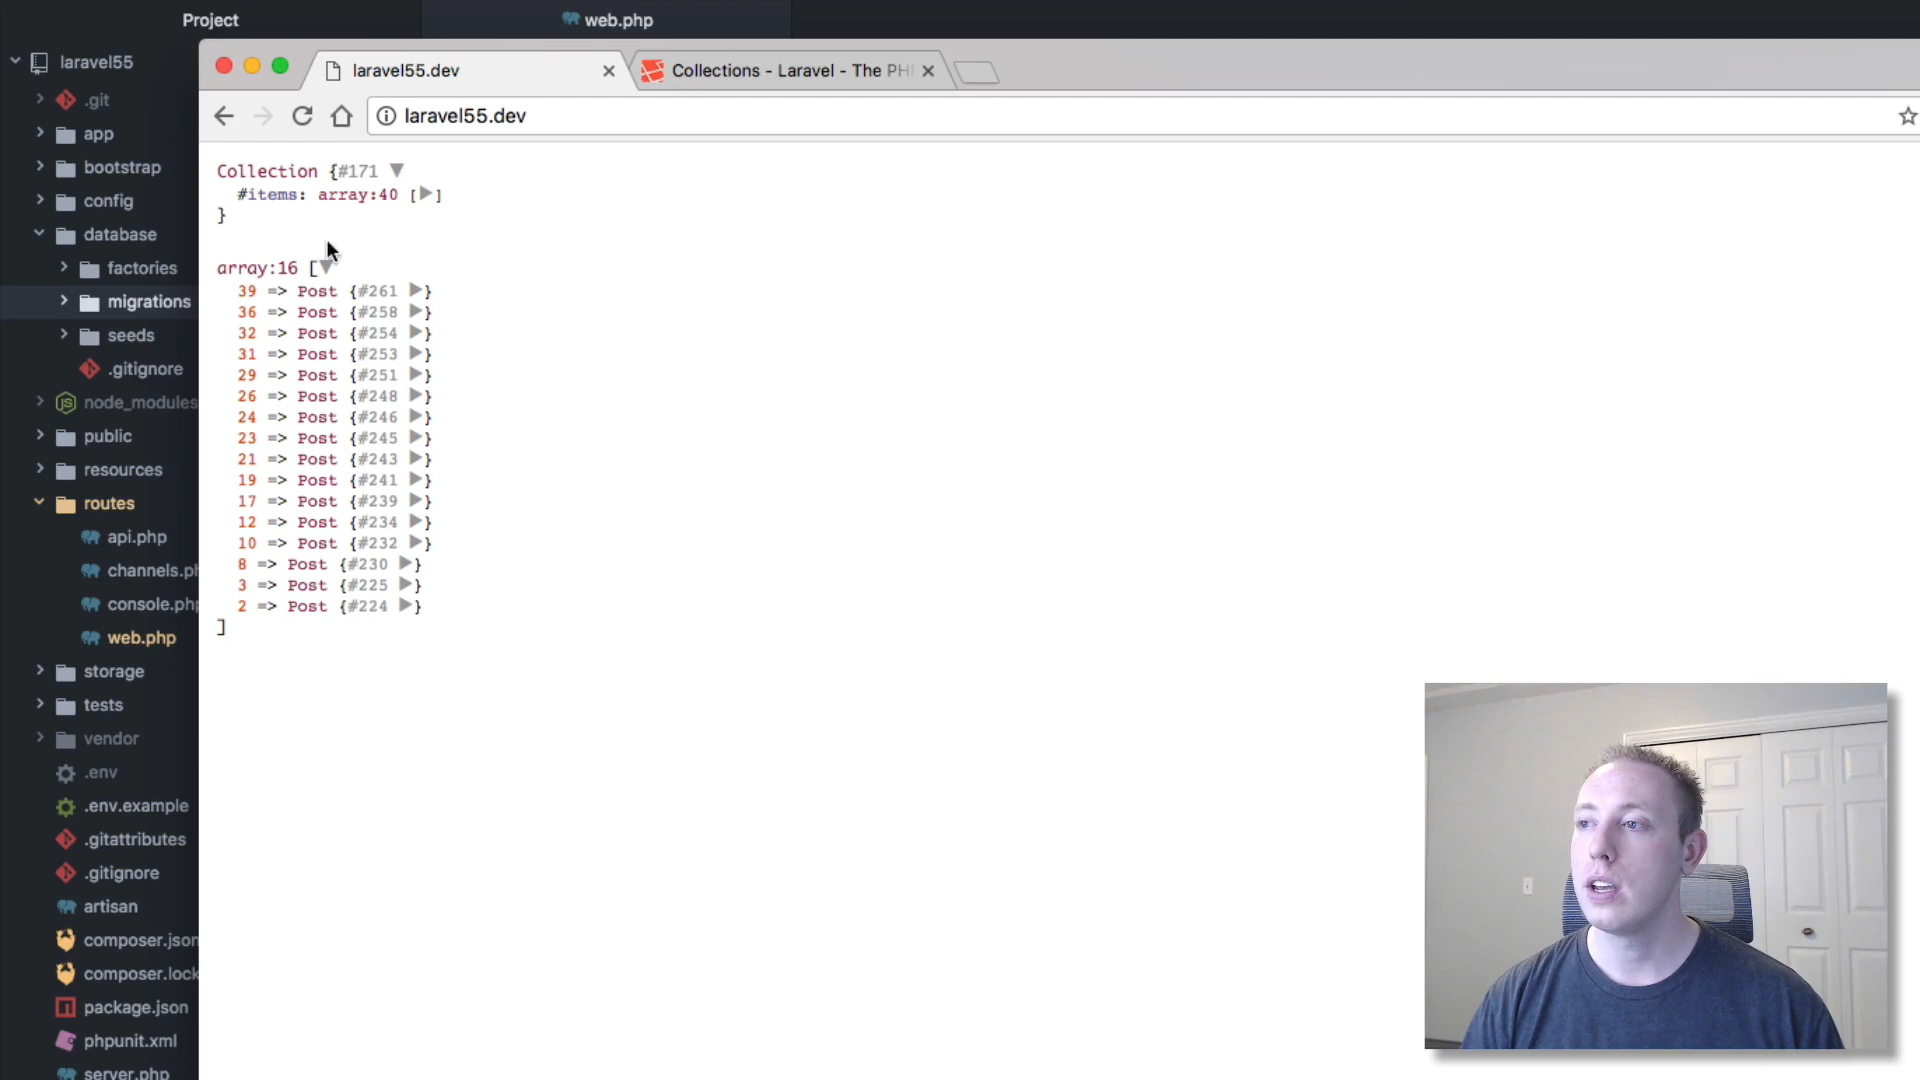 Project
web.php
laravel55
.git
app
bootstrap
config
database
factories
migrations
seeds
.gitignore
node_modules
public
resources
routes
api.php
channels.ph
console.php
web.php
storage
tests
vendor
.env
.env.example
.gitattributes
.gitignore
artisan
composer.json
composer.lock
package.json
phpunit.xml
server.php
laravel55.dev
Collections - Laravel - The PH
laravel55.dev
Collection {#171 ▼
#items: array:40 [▶]
}
array:16 [▼
39 => Post {#261 ▶}
36 => Post {#258 ▶}
32 => Post {#254 ▶}
31 => Post {#253 ▶}
29 => Post {#251 ▶}
26 => Post {#248 ▶}
24 => Post {#246 ▶}
23 => Post {#245 ▶}
21 => Post {#243 ▶}
19 => Post {#241 ▶}
17 => Post {#239 ▶}
12 => Post {#234 ▶}
10 => Post {#232 ▶}
8 => Post {#230 ▶}
3 => Post {#225 ▶}
2 => Post {#224 ▶}
]